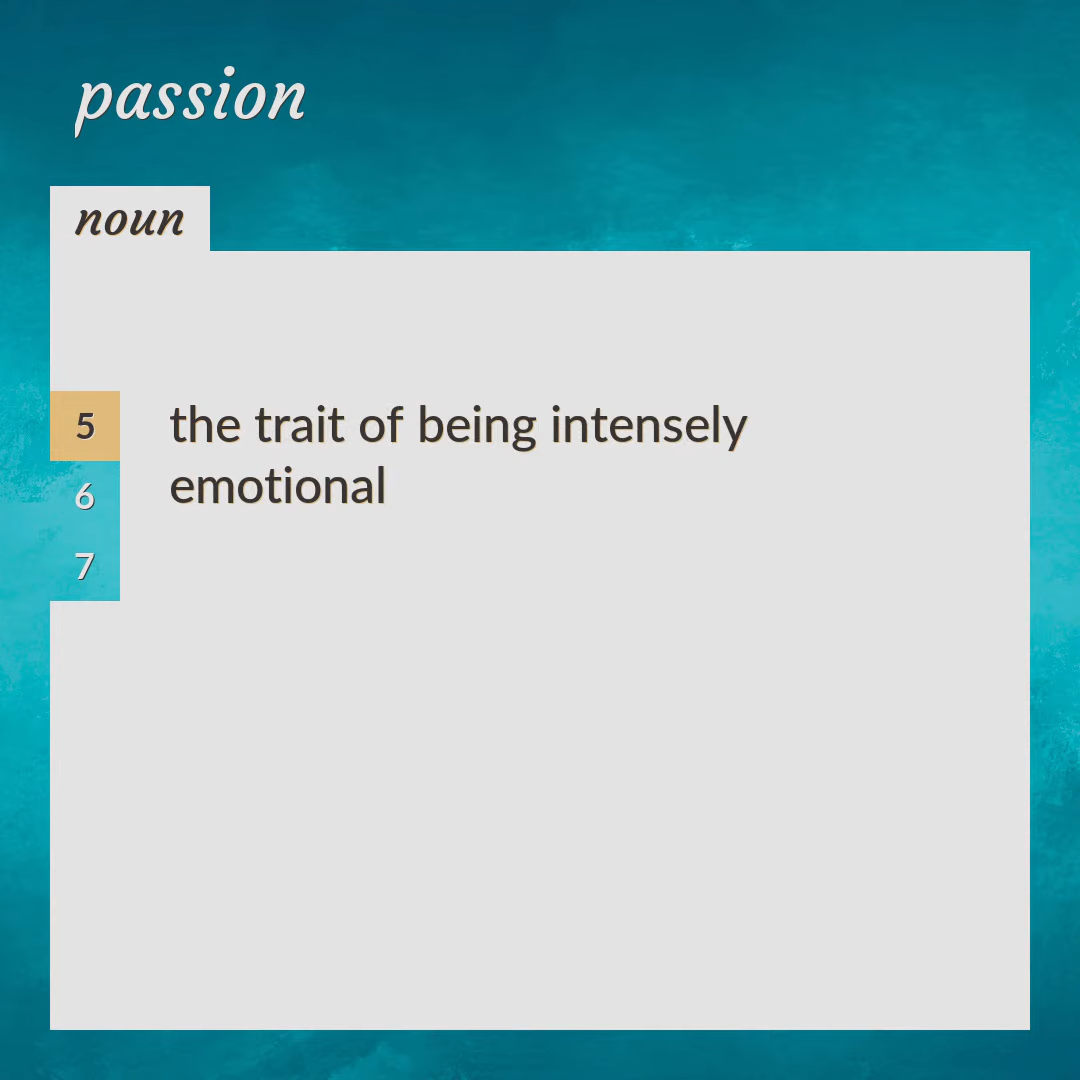 passion
noun
5
the trait of being intensely
emotional
6
7